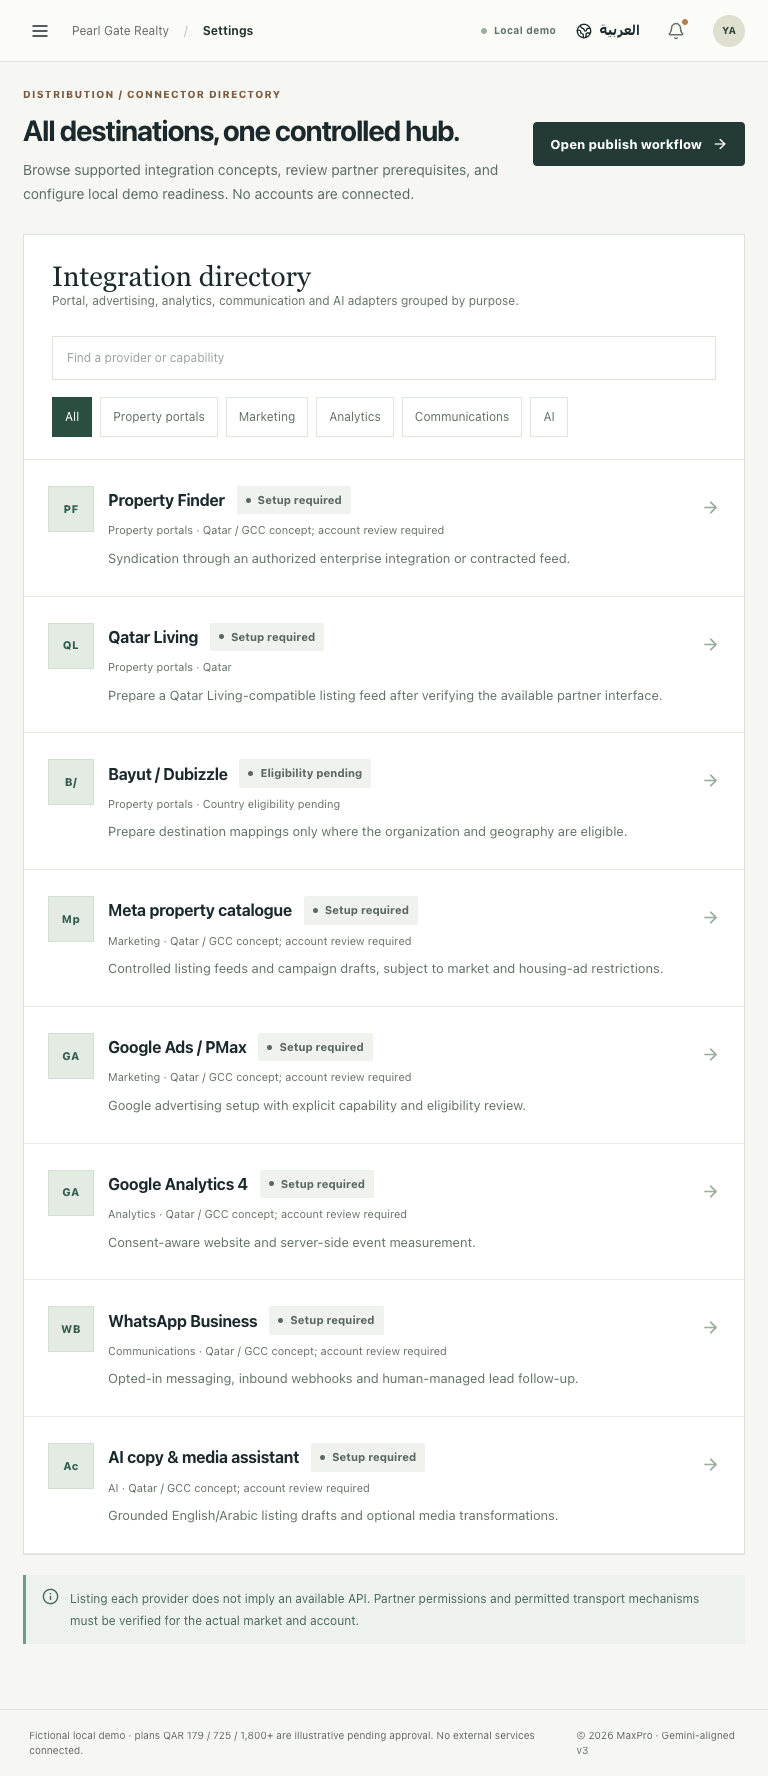 Pearl Gate Realty / Settings
Local demo
العربية
YA
DISTRIBUTION / CONNECTOR DIRECTORY
All destinations, one controlled hub.
Browse supported integration concepts, review partner prerequisites, and
configure local demo readiness. No accounts are connected.
Open publish workflow →
Integration directory
Portal, advertising, analytics, communication and AI adapters grouped by purpose.
Find a provider or capability
All
Property portals
Marketing
Analytics
Communications
AI
PF
Property Finder
Setup required
Property portals · Qatar / GCC concept; account review required
Syndication through an authorized enterprise integration or contracted feed.
QL
Qatar Living
Setup required
Property portals · Qatar
Prepare a Qatar Living-compatible listing feed after verifying the available partner interface.
B/
Bayut / Dubizzle
Eligibility pending
Property portals · Country eligibility pending
Prepare destination mappings only where the organization and geography are eligible.
Mp
Meta property catalogue
Setup required
Marketing · Qatar / GCC concept; account review required
Controlled listing feeds and campaign drafts, subject to market and housing-ad restrictions.
GA
Google Ads / PMax
Setup required
Marketing · Qatar / GCC concept; account review required
Google advertising setup with explicit capability and eligibility review.
GA
Google Analytics 4
Setup required
Analytics · Qatar / GCC concept; account review required
Consent-aware website and server-side event measurement.
WB
WhatsApp Business
Setup required
Communications · Qatar / GCC concept; account review required
Opted-in messaging, inbound webhooks and human-managed lead follow-up.
Ac
AI copy & media assistant
Setup required
AI · Qatar / GCC concept; account review required
Grounded English/Arabic listing drafts and optional media transformations.
Listing each provider does not imply an available API. Partner permissions and permitted transport mechanisms
must be verified for the actual market and account.
Fictional local demo · plans QAR 179 / 725 / 1,800+ are illustrative pending approval. No external services
connected.
© 2026 MaxPro · Gemini-aligned
v3